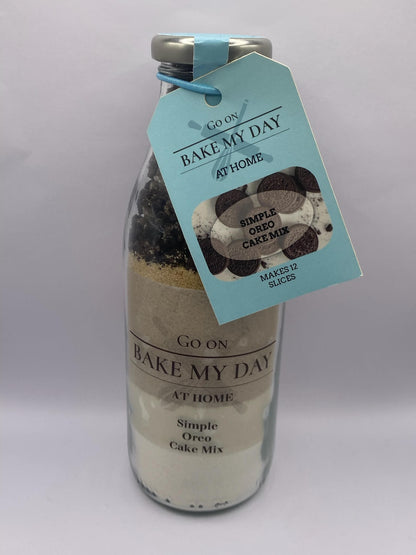 Go on
BAKE MY DAY
AT HOME
SIMPLE
OREO
CAKE MIX
MAKES 12
SLICES
Go on
BAKE MY DAY
AT HOME
Simple
Oreo
Cake Mix